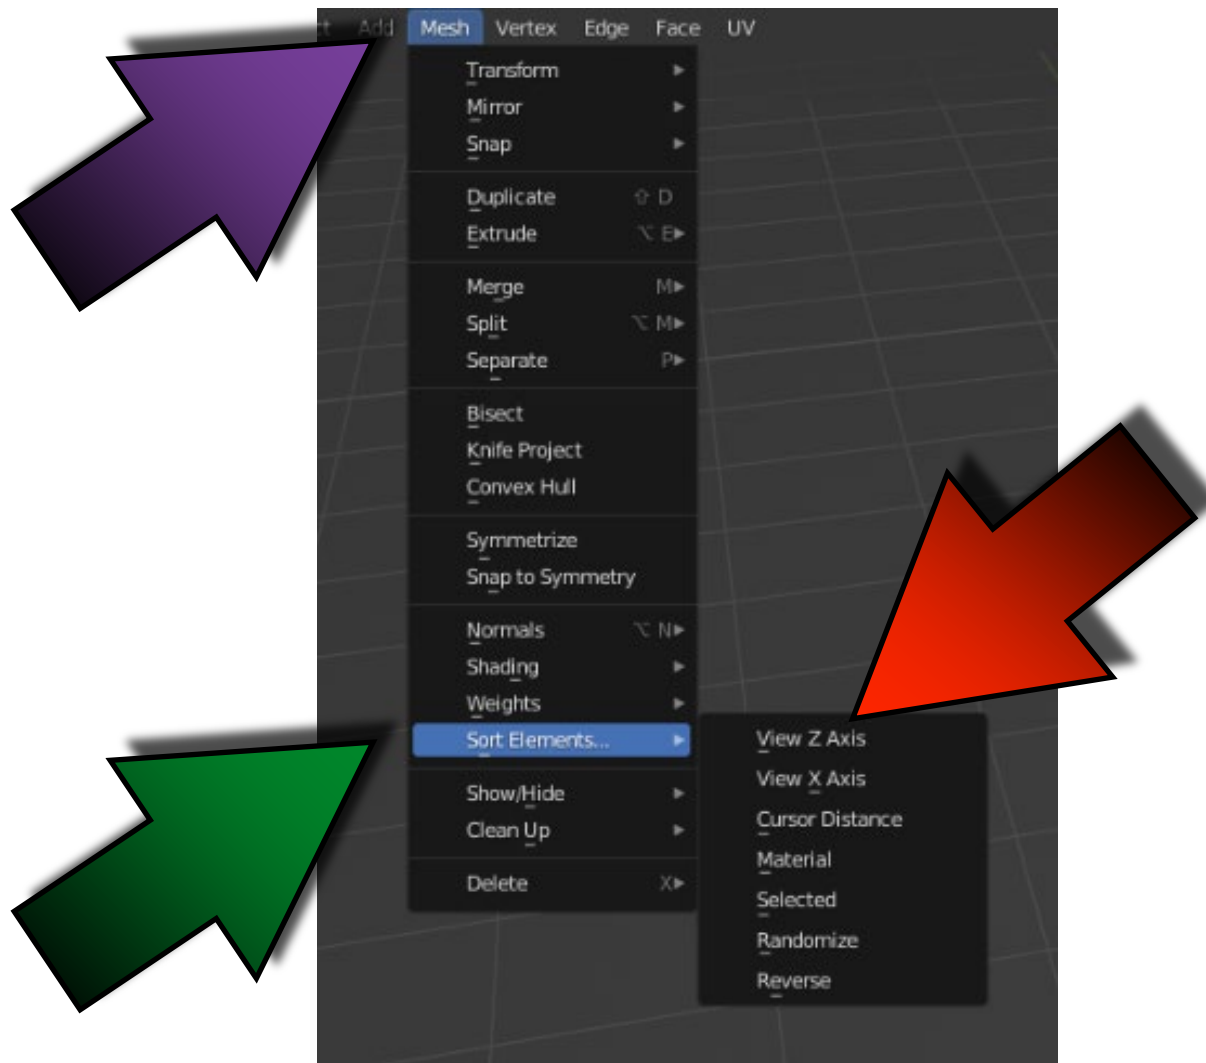 ct Add Mesh Vertex Edge Face UV
Transform
Mirror
Snap
Duplicate ⇧ D
Extrude ⌥ E
Merge M
Split ⌥ M
Separate P
Bisect
Knife Project
Convex Hull
Symmetrize
Snap to Symmetry
Normals ⌥ N
Shading
Weights
Sort Elements...
Show/Hide
Clean Up
Delete X
View Z Axis
View X Axis
Cursor Distance
Material
Selected
Randomize
Reverse